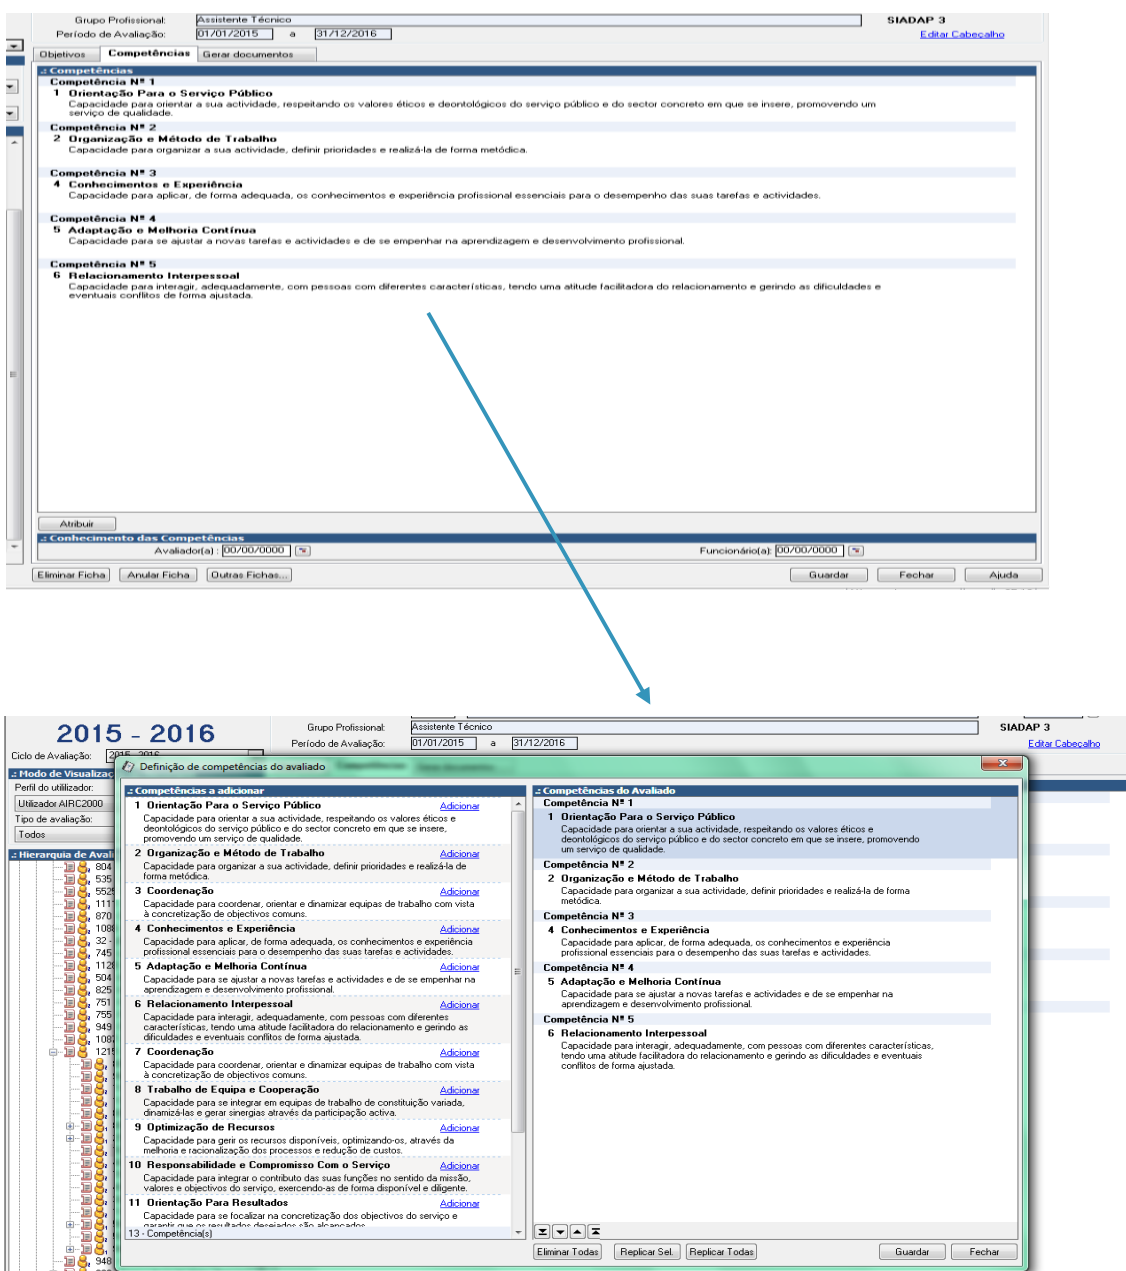 Grupo Profissional: Assistente Técnico SIADAP 3
Período de Avaliação: 01/01/2015 a 31/12/2016 Editar Cabeçalho
Objetivos Competências Gerar documentos
.: Competências
Competência Nº 1
1 Orientação Para o Serviço Público
Capacidade para orientar a sua actividade, respeitando os valores éticos e deontológicos do serviço público e do sector concreto em que se insere, promovendo um
serviço de qualidade.
Competência Nº 2
2 Organização e Método de Trabalho
Capacidade para organizar a sua actividade, definir prioridades e realizá-la de forma metódica.
Competência Nº 3
4 Conhecimentos e Experiência
Capacidade para aplicar, de forma adequada, os conhecimentos e experiência profissional essenciais para o desempenho das suas tarefas e actividades.
Competência Nº 4
5 Adaptação e Melhoria Contínua
Capacidade para se ajustar a novas tarefas e actividades e de se empenhar na aprendizagem e desenvolvimento profissional.
Competência Nº 5
6 Relacionamento Interpessoal
Capacidade para interagir, adequadamente, com pessoas com diferentes características, tendo uma atitude facilitadora do relacionamento e gerindo as dificuldades e
eventuais conflitos de forma ajustada.
Atribuir
.: Conhecimento das Competências
Avaliador(a) : 00/00/0000 Funcionário(a): 00/00/0000
Eliminar Ficha Anular Ficha Outras Fichas... Guardar Fechar Ajuda
2015 - 2016
Grupo Profissional: Assistente Técnico SIADAP 3
Período de Avaliação: 01/01/2015 a 31/12/2016 Editar Cabeçalho
Ciclo de Avaliação: 2015 - 2016
.: Modo de Visualizaç
Perfil do utilizador:
Utilizador AIRC2000
Tipo de avaliação:
Todos
.: Hierarquia de Avali
804
535
552
111
870
108
32 -
745
112
504
825
751
755
949
108
121
948
Definição de competências do avaliado
.: Competências a adicionar
1 Orientação Para o Serviço Público Adicionar
Capacidade para orientar a sua actividade, respeitando os valores éticos e
deontológicos do serviço público e do sector concreto em que se insere,
promovendo um serviço de qualidade.
2 Organização e Método de Trabalho Adicionar
Capacidade para organizar a sua actividade, definir prioridades e realizá-la de
forma metódica.
3 Coordenação Adicionar
Capacidade para coordenar, orientar e dinamizar equipas de trabalho com vista
à concretização de objectivos comuns.
4 Conhecimentos e Experiência Adicionar
Capacidade para aplicar, de forma adequada, os conhecimentos e experiência
profissional essenciais para o desempenho das suas tarefas e actividades.
5 Adaptação e Melhoria Contínua Adicionar
Capacidade para se ajustar a novas tarefas e actividades e de se empenhar na
aprendizagem e desenvolvimento profissional.
6 Relacionamento Interpessoal Adicionar
Capacidade para interagir, adequadamente, com pessoas com diferentes
características, tendo uma atitude facilitadora do relacionamento e gerindo as
dificuldades e eventuais conflitos de forma ajustada.
7 Coordenação Adicionar
Capacidade para coordenar, orientar e dinamizar equipas de trabalho com vista
à concretização de objectivos comuns.
8 Trabalho de Equipa e Cooperação Adicionar
Capacidade para se integrar em equipas de trabalho de constituição variada,
dinamizá-las e gerar sinergias através da participação activa.
9 Optimização de Recursos Adicionar
Capacidade para gerir os recursos disponíveis, optimizando-os, através da
melhoria e racionalização dos processos e redução de custos.
10 Responsabilidade e Compromisso Com o Serviço Adicionar
Capacidade para integrar o contributo das suas funções no sentido da missão,
valores e objectivos do serviço, exercendo-as de forma disponível e diligente.
11 Orientação Para Resultados Adicionar
Capacidade para se focalizar na concretização dos objectivos do serviço e
garantir que os resultados desejados são alcançados.
13 - Competência(s)
.: Competências do Avaliado
Competência Nº 1
1 Orientação Para o Serviço Público
Capacidade para orientar a sua actividade, respeitando os valores éticos e
deontológicos do serviço público e do sector concreto em que se insere, promovendo
um serviço de qualidade.
Competência Nº 2
2 Organização e Método de Trabalho
Capacidade para organizar a sua actividade, definir prioridades e realizá-la de forma
metódica.
Competência Nº 3
4 Conhecimentos e Experiência
Capacidade para aplicar, de forma adequada, os conhecimentos e experiência
profissional essenciais para o desempenho das suas tarefas e actividades.
Competência Nº 4
5 Adaptação e Melhoria Contínua
Capacidade para se ajustar a novas tarefas e actividades e de se empenhar na
aprendizagem e desenvolvimento profissional.
Competência Nº 5
6 Relacionamento Interpessoal
Capacidade para interagir, adequadamente, com pessoas com diferentes características,
tendo uma atitude facilitadora do relacionamento e gerindo as dificuldades e eventuais
conflitos de forma ajustada.
Eliminar Todas Replicar Sel. Replicar Todas Guardar Fechar